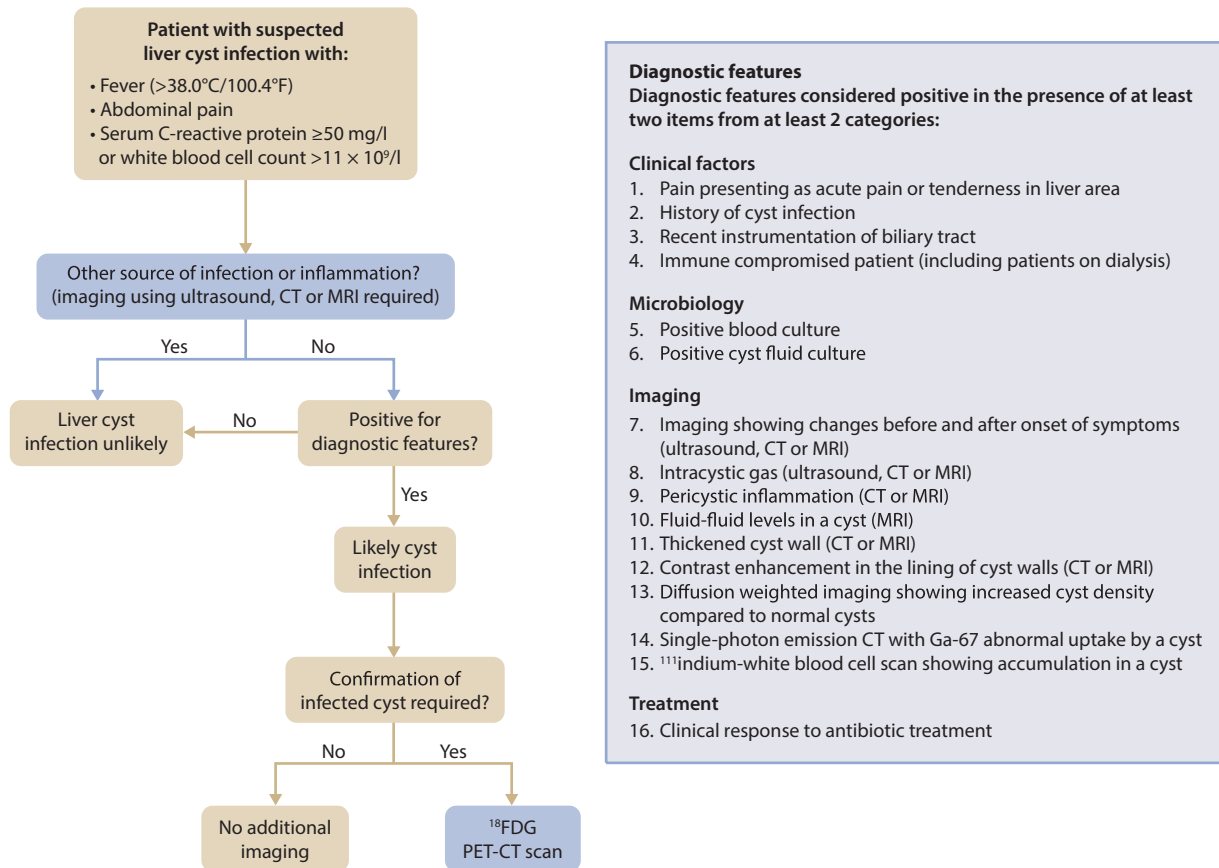 Patient with suspected
liver cyst infection with:
• Fever (>38.0°C/100.4°F)
• Abdominal pain
• Serum C-reactive protein ≥50 mg/l
or white blood cell count >11 × 10⁹/l
Other source of infection or inflammation?
(imaging using ultrasound, CT or MRI required)
Yes
No
Liver cyst
infection unlikely
No
Positive for
diagnostic features?
Yes
Likely cyst
infection
Confirmation of
infected cyst required?
No
Yes
No additional
imaging
¹⁸FDG
PET-CT scan
Diagnostic features
Diagnostic features considered positive in the presence of at least
two items from at least 2 categories:
Clinical factors
1. Pain presenting as acute pain or tenderness in liver area
2. History of cyst infection
3. Recent instrumentation of biliary tract
4. Immune compromised patient (including patients on dialysis)
Microbiology
5. Positive blood culture
6. Positive cyst fluid culture
Imaging
7. Imaging showing changes before and after onset of symptoms
(ultrasound, CT or MRI)
8. Intracystic gas (ultrasound, CT or MRI)
9. Pericystic inflammation (CT or MRI)
10. Fluid-fluid levels in a cyst (MRI)
11. Thickened cyst wall (CT or MRI)
12. Contrast enhancement in the lining of cyst walls (CT or MRI)
13. Diffusion weighted imaging showing increased cyst density
compared to normal cysts
14. Single-photon emission CT with Ga-67 abnormal uptake by a cyst
15. ¹¹¹indium-white blood cell scan showing accumulation in a cyst
Treatment
16. Clinical response to antibiotic treatment